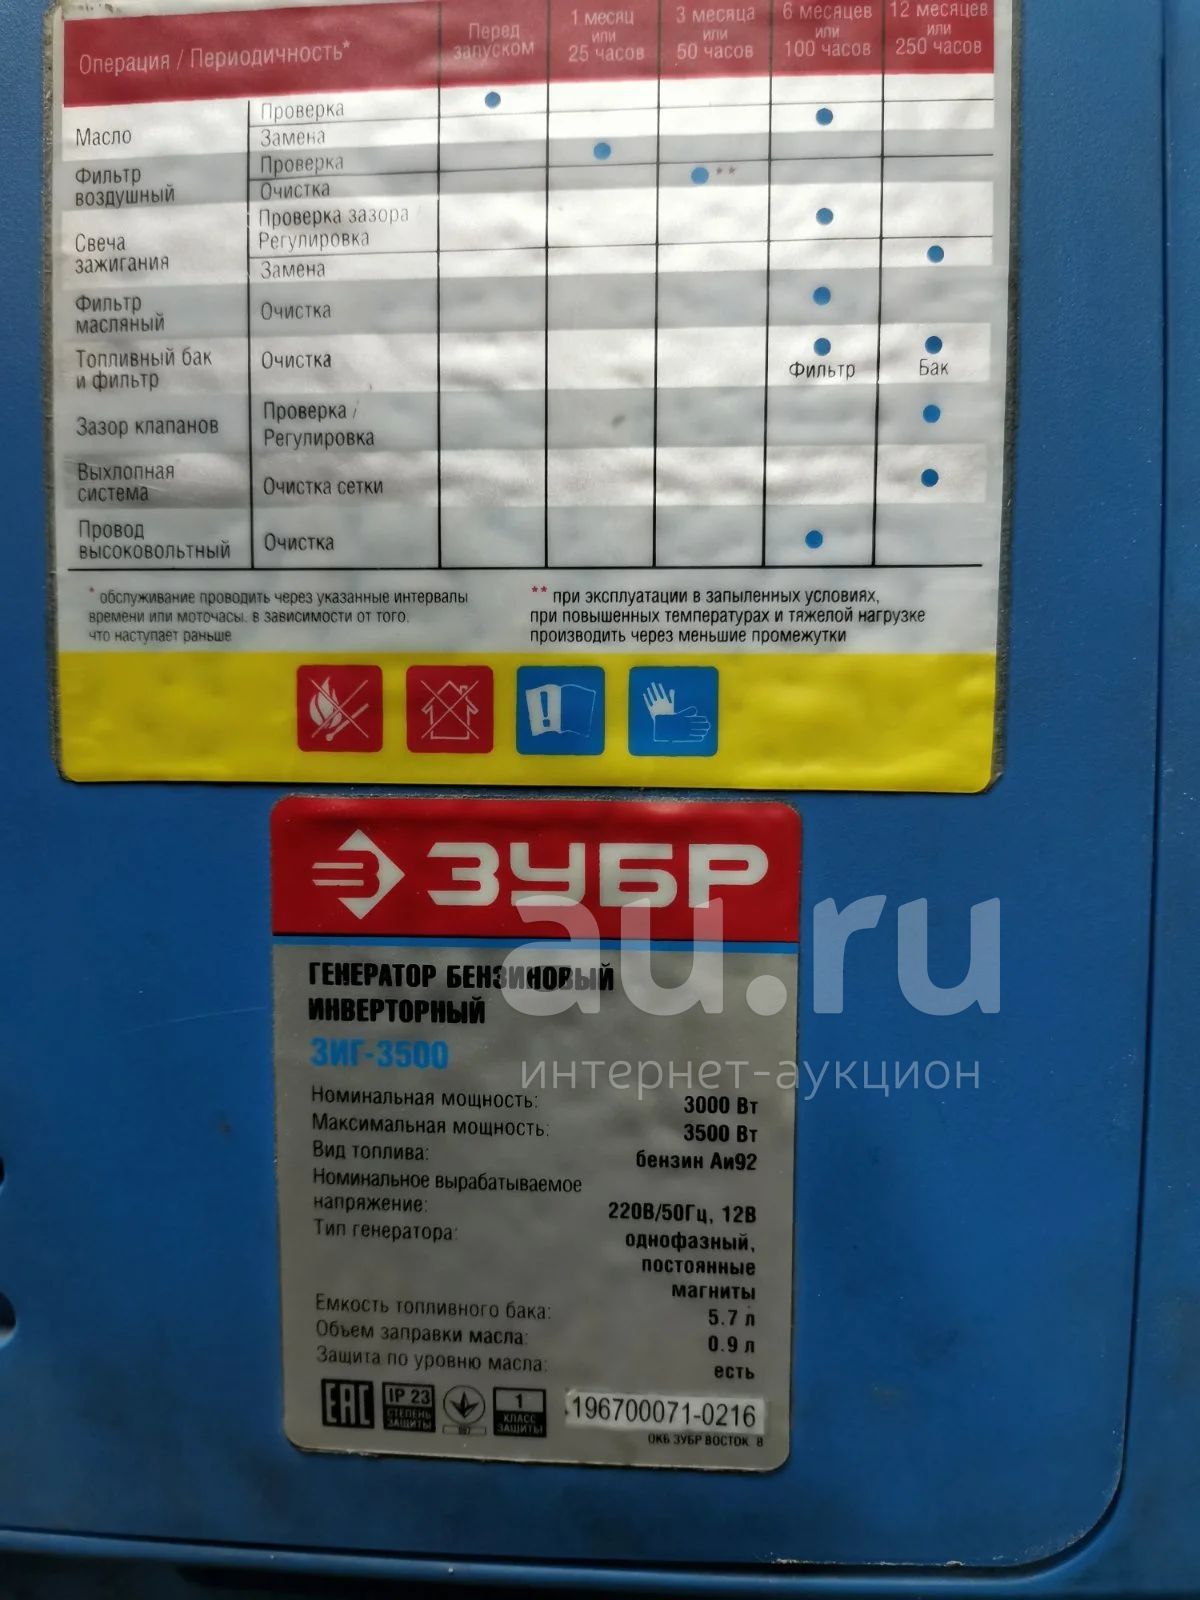 Операция / Периодичность*
Перед запуском
1 месяц или 25 часов
3 месяца или 50 часов
6 месяцев или 100 часов
12 месяцев или 250 часов
Масло
Проверка
Замена
Фильтр воздушный
Проверка
Очистка
**
Свеча зажигания
Проверка зазора
Регулировка
Замена
Фильтр масляный
Очистка
Топливный бак и фильтр
Очистка
Фильтр
Бак
Зазор клапанов
Проверка /
Регулировка
Выхлопная система
Очистка сетки
Провод высоковольтный
Очистка
* обслуживание проводить через указанные интервалы
времени или моточасы, в зависимости от того,
что наступает раньше
** при эксплуатации в запыленных условиях,
при повышенных температурах и тяжелой нагрузке
производить через меньшие промежутки
ЗУБР
ГЕНЕРАТОР БЕНЗИНОВЫЙ
ИНВЕРТОРНЫЙ
ЗИГ-3500
Номинальная мощность: 3000 Вт
Максимальная мощность: 3500 Вт
Вид топлива: бензин Аи92
Номинальное вырабатываемое
напряжение: 220В/50Гц, 12В
Тип генератора: однофазный,
постоянные
магниты
Емкость топливного бака: 5.7 л
Объем заправки масла: 0.9 л
Защита по уровню масла: есть
EAC
IP 23
СТЕПЕНЬ
ЗАЩИТЫ
1
КЛАСС
ЗАЩИТЫ
196700071-0216
ОКБ ЗУБР ВОСТОК 8
au.ru
интернет-аукцион